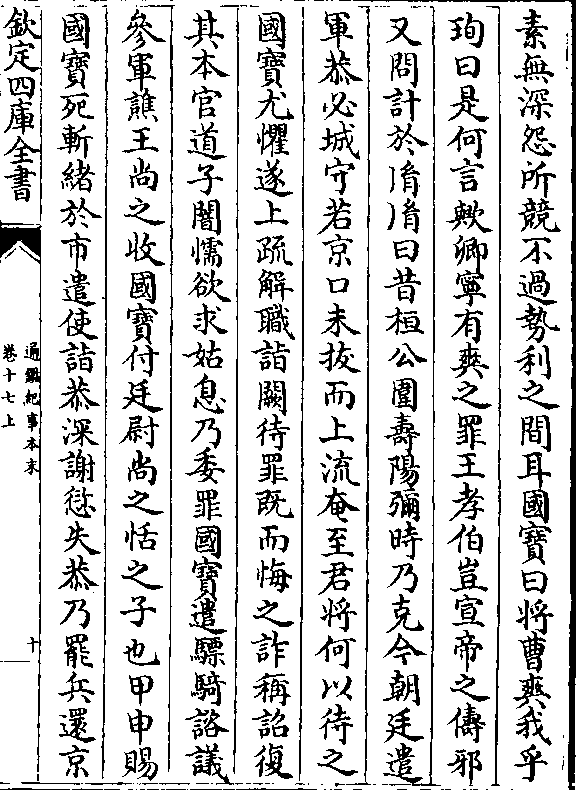 素無深怨所競不過勢利之間耳國寶曰將曹爽我乎
珣曰是何言歟卿寧有爽之罪王孝伯豈宣帝之儔邪
又問計於胤胤曰昔桓公圍壽陽彌時乃克今朝廷遣
軍恭必城守若京口未拔而上流奄至君將何以待之
國寶尤懼遂上疏解職詣闕待罪既而悔之詐稱詔復
其本官道子闇懦欲求姑息乃委罪國寶遣驃騎諮議
參軍譙王尚之收國寶付廷尉尚之恬之子也甲申賜
國寶死斬緒於市遣使詣恭深謝愆失恭乃罷兵還京
欽定四庫全書
通鑑紀事本末
卷十七上
十